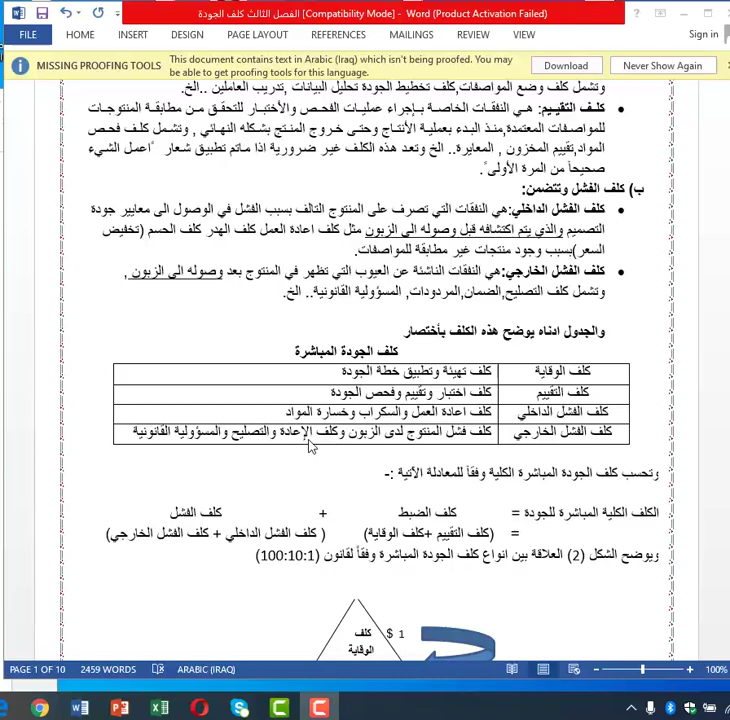 الفصل الثالث كلف الجودة [Compatibility Mode] - Word (Product Activation Failed)
FILE HOME INSERT DESIGN PAGE LAYOUT REFERENCES MAILINGS REVIEW VIEW Sign in
MISSING PROOFING TOOLS This document contains text in Arabic (Iraq) which isn't being proofed. You may be able to get proofing tools for this language. Download Never Show Again
وتشمل كلف وضع المواصفات,كلف تخطيط الجودة تحليل البيانات ,تدريب العاملين ..الخ.
• كلف التقييم: هي النفقات الخاصة بإجراء عمليات الفحص والأختبار للتحقق من مطابقة المنتوجات
للمواصفات المعتمدة,منذ البدء بعملية الأنتاج وحتى خروج المنتج بشكله النهائي , وتشمل كلف فحص
المواد,تقييم المخزون , المعايرة.. الخ وتعد هذه الكلف غير ضرورية اذا ماتم تطبيق شعار "اعمل الشيء
صحيحاً من المرة الأولى".
ب) كلف الفشل وتتضمن:
• كلف الفشل الداخلي:هي النفقات التي تصرف على المنتوج التالف بسبب الفشل في الوصول الى معايير جودة
التصميم والذي يتم اكتشافه قبل وصوله الى الزبون مثل كلف اعادة العمل كلف الهدر كلف الحسم (تخفيض
السعر)بسبب وجود منتجات غير مطابقة للمواصفات.
• كلف الفشل الخارجي:هي النفقات الناشئة عن العيوب التي تظهر في المنتوج بعد وصوله الى الزبون ,
وتشمل كلف التصليح,الضمان,المردودات, المسؤولية القانونية.. الخ.
والجدول ادناه يوضح هذه الكلف بأختصار
كلف الجودة المباشرة
كلف الوقاية كلف تهيئة وتطبيق خطة الجودة
كلف التقييم كلف اختبار وتقييم وفحص الجودة
كلف الفشل الداخلي كلف اعادة العمل والسكراب وخسارة المواد
كلف الفشل الخارجي كلف فشل المنتوج لدى الزبون وكلف الإعادة والتصليح والمسؤولية القانونية
وتحسب كلف الجودة المباشرة الكلية وفقاً للمعادلة الآتية :-
الكلف الكلية المباشرة للجودة = كلف الضبط + كلف الفشل
= (كلف التقييم +كلف الوقاية) ( كلف الفشل الداخلي + كلف الفشل الخارجي)
ويوضح الشكل (2) العلاقة بين انواع كلف الجودة المباشرة وفقاً لقانون (100:10:1)
كلف
الوقاية
$ 1
PAGE 1 OF 10 2459 WORDS ARABIC (IRAQ) 100%